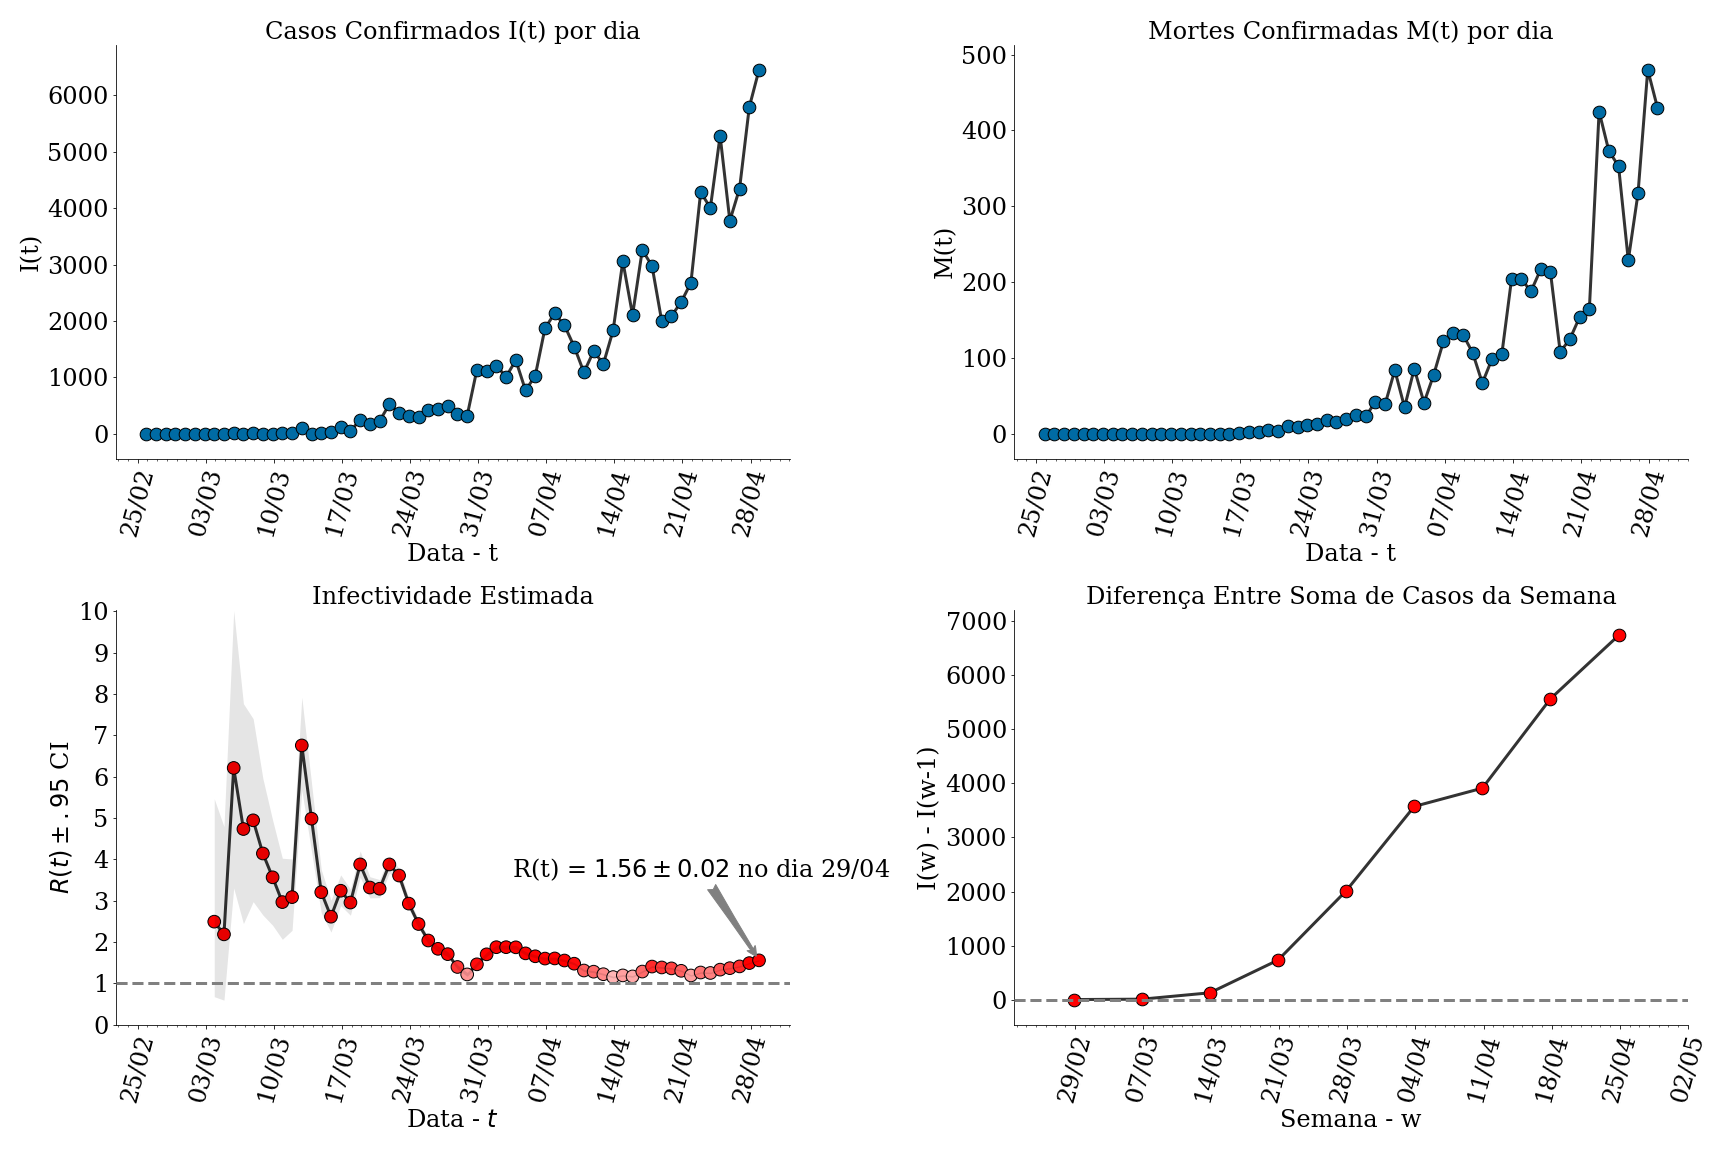 Casos Confirmados I(t) por dia
I(t)
6000
5000
4000
3000
2000
1000
0
25/02 03/03 10/03 17/03 24/03 31/03 07/04 14/04 21/04 28/04
Data - t
Mortes Confirmadas M(t) por dia
M(t)
500
400
300
200
100
0
25/02 03/03 10/03 17/03 24/03 31/03 07/04 14/04 21/04 28/04
Data - t
Infectividade Estimada
R(t) ± .95 CI
10
9
8
7
6
5
4
3
2
1
0
R(t) = 1.56 ± 0.02 no dia 29/04
25/02 03/03 10/03 17/03 24/03 31/03 07/04 14/04 21/04 28/04
Data - t
Diferença Entre Soma de Casos da Semana
I(w) - I(w-1)
7000
6000
5000
4000
3000
2000
1000
0
29/02 07/03 14/03 21/03 28/03 04/04 11/04 18/04 25/04 02/05
Semana - w